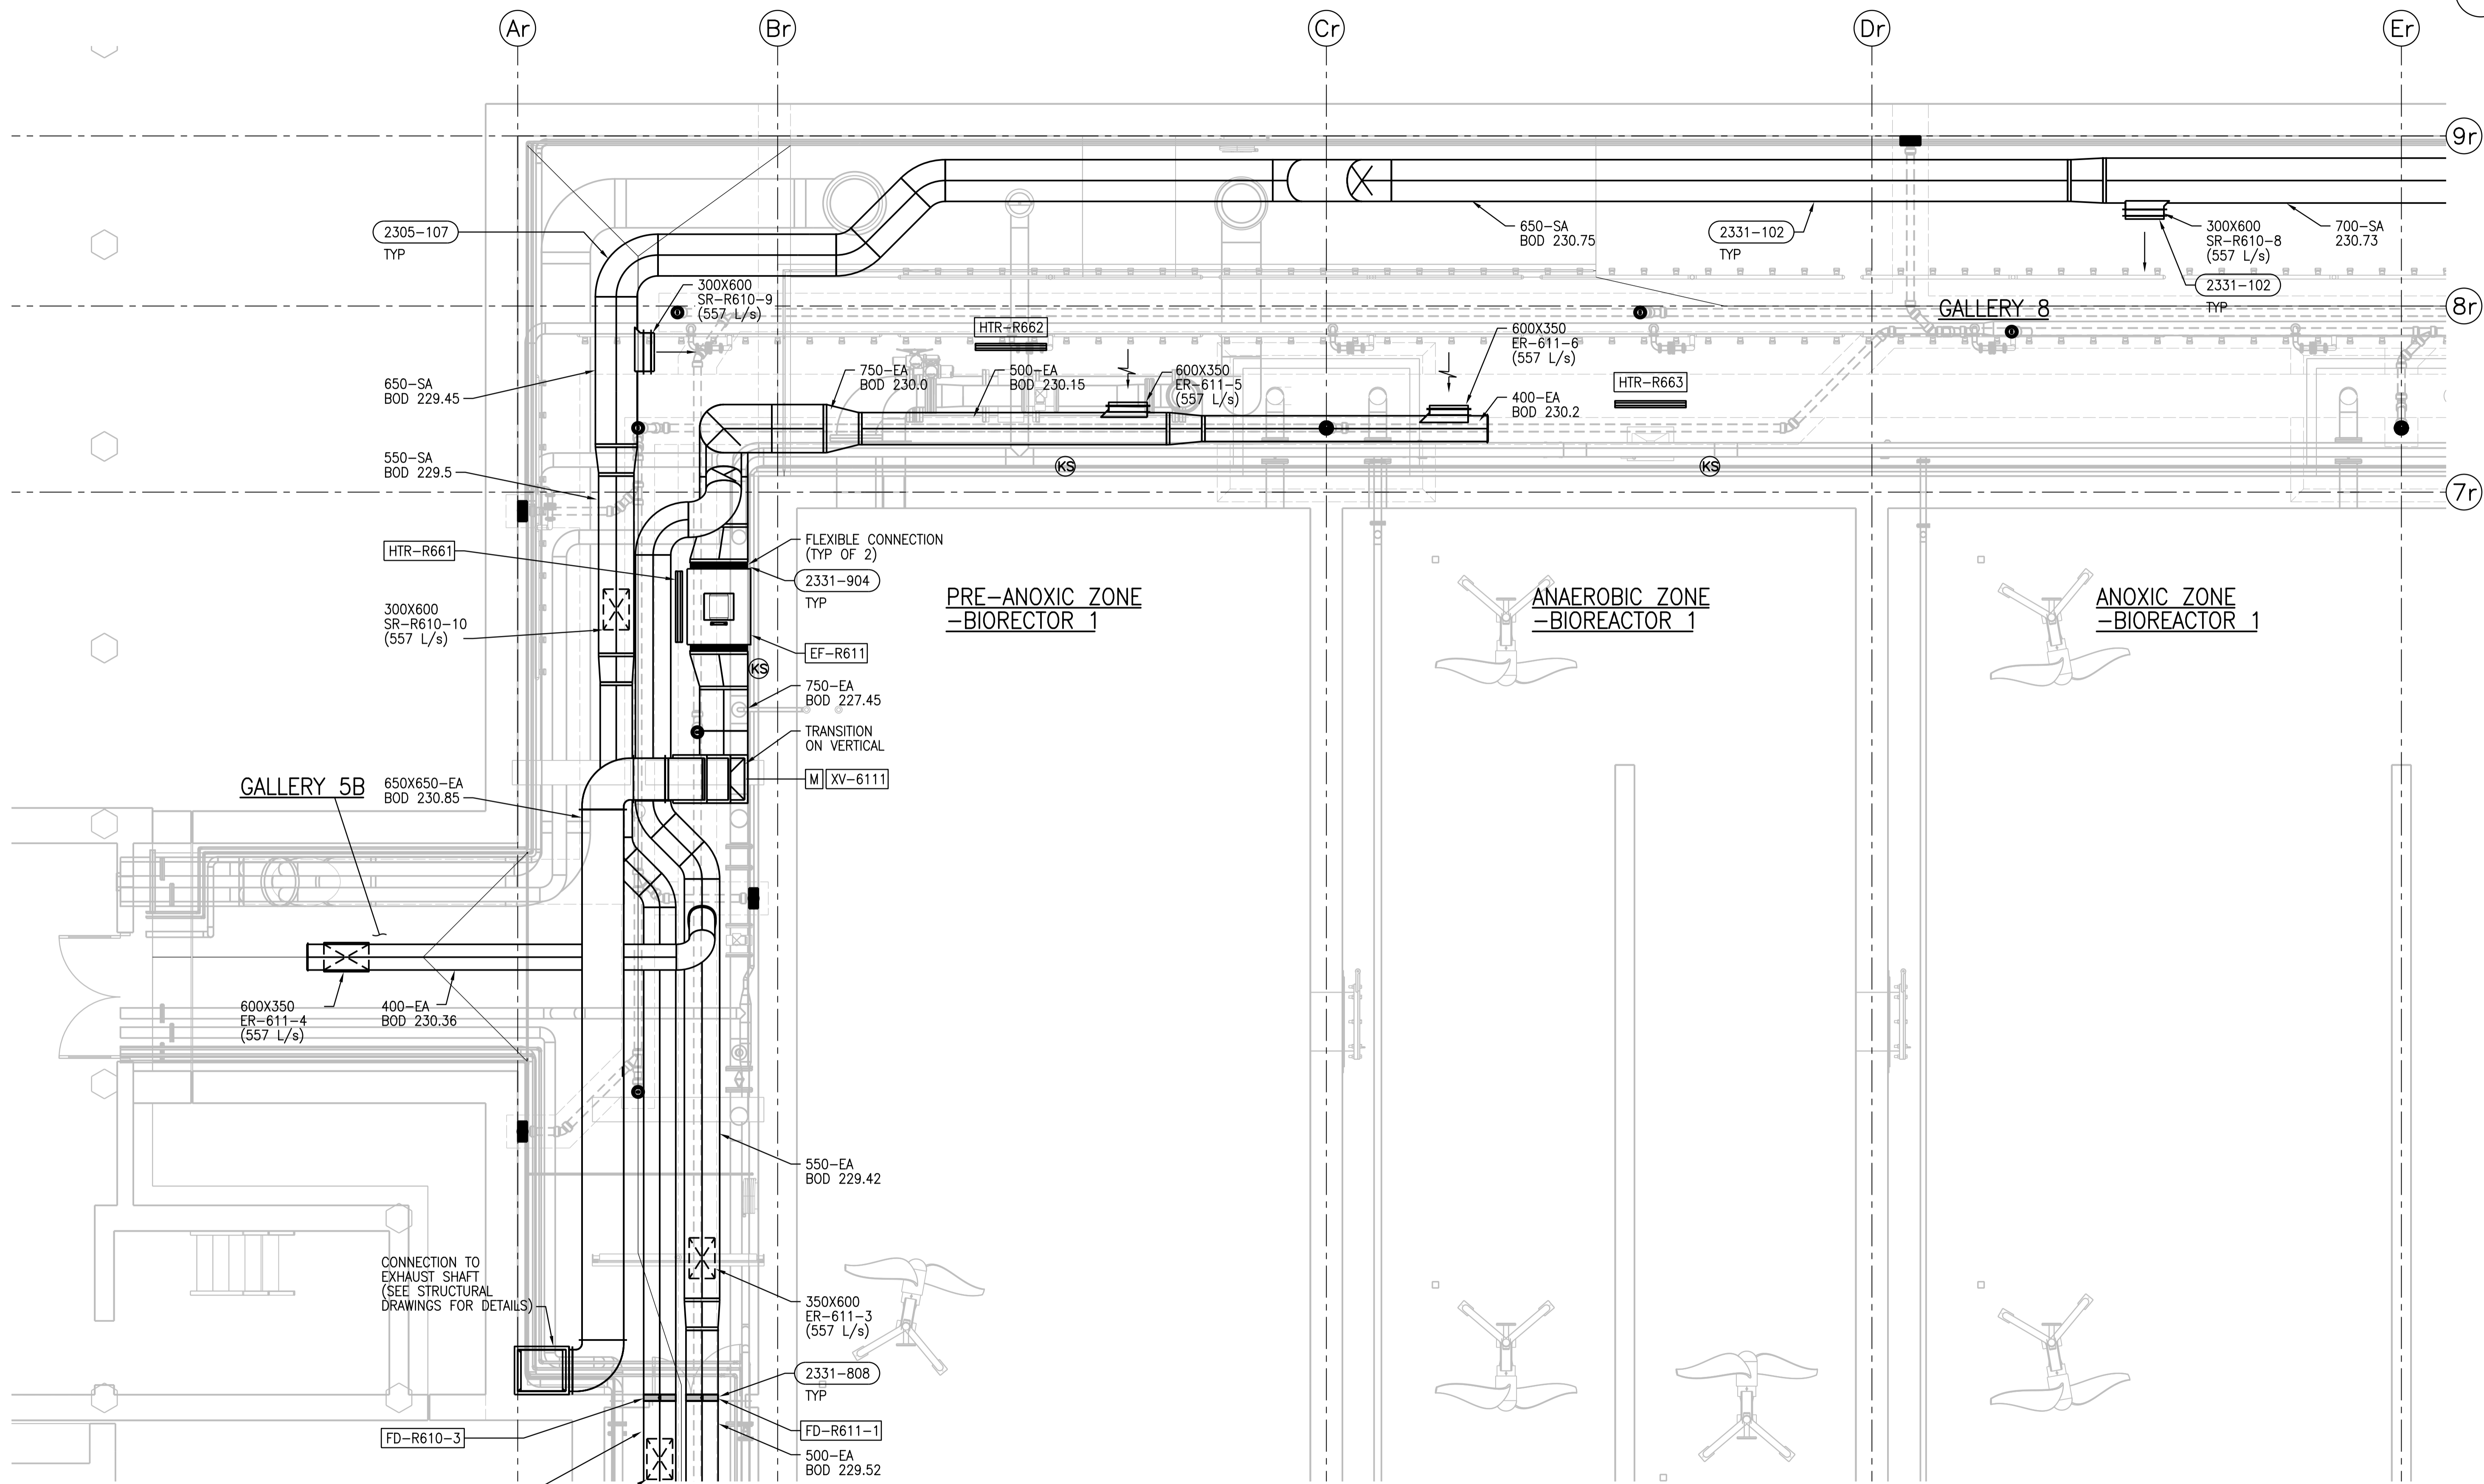 Ar
Br
Cr
Dr
Er
9r
2305-107
TYP
650-SA
BOD 230.75
2331-102
TYP
300X600
SR-R610-8
(557 L/s)
700-SA
230.73
2331-102
TYP
300X600
SR-R610-9
(557 L/s)
8r
GALLERY 8
HTR-R662
600X350
ER-611-6
(557 L/s)
650-SA
BOD 229.45
750-EA
BOD 230.0
500-EA
BOD 230.15
600X350
ER-611-5
(557 L/s)
HTR-R663
400-EA
BOD 230.2
550-SA
BOD 229.5
KS
KS
7r
HTR-R661
FLEXIBLE CONNECTION
(TYP OF 2)
2331-904
TYP
300X600
SR-R610-10
(557 L/s)
PRE-ANOXIC ZONE
-BIORECTOR 1
ANAEROBIC ZONE
-BIOREACTOR 1
ANOXIC ZONE
-BIOREACTOR 1
EF-R611
KS
750-EA
BOD 227.45
TRANSITION
ON VERTICAL
M XV-6111
GALLERY 5B
650X650-EA
BOD 230.85
600X350
ER-611-4
(557 L/s)
400-EA
BOD 230.36
550-EA
BOD 229.42
CONNECTION TO
EXHAUST SHAFT
(SEE STRUCTURAL
DRAWINGS FOR DETAILS)
350X600
ER-611-3
(557 L/s)
2331-808
TYP
FD-R610-3
FD-R611-1
500-EA
BOD 229.52